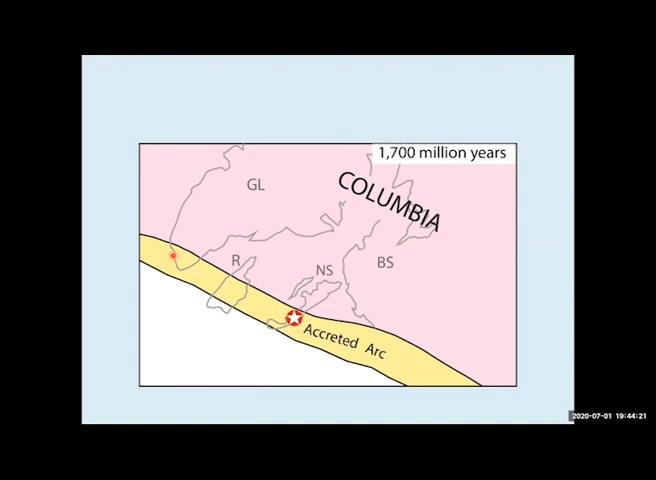 1,700 million years
GL
COLUMBIA
R
NS
BS
Accreted Arc
2020-07-01 19:44:21